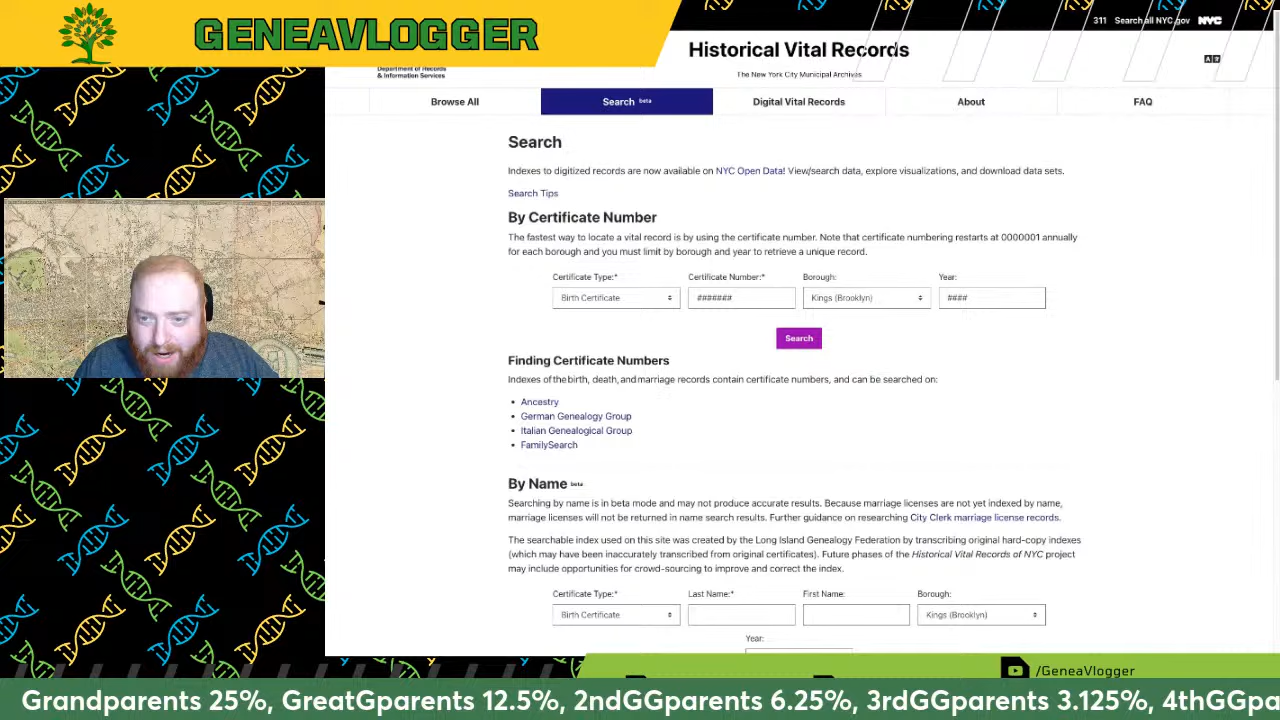 GENEAVLOGGER
311 Search all NYC.gov NYC
Historical Vital Records
The New York City Municipal Archives
Department of Records
& Information Services
Browse All
Search beta
Digital Vital Records
About
FAQ
Search
Indexes to digitized records are now available on NYC Open Data! View/search data, explore visualizations, and download data sets.
Search Tips
By Certificate Number
The fastest way to locate a vital record is by using the certificate number. Note that certificate numbering restarts at 0000001 annually
for each borough and you must limit by borough and year to retrieve a unique record.
Certificate Type:* Certificate Number:* Borough: Year:
Birth Certificate ####### Kings (Brooklyn) ####
Search
Finding Certificate Numbers
Indexes of the birth, death, and marriage records contain certificate numbers, and can be searched on:
• Ancestry
• German Genealogy Group
• Italian Genealogical Group
• FamilySearch
By Name beta
Searching by name is in beta mode and may not produce accurate results. Because marriage licenses are not yet indexed by name,
marriage licenses will not be returned in name search results. Further guidance on researching City Clerk marriage license records.
The searchable index used on this site was created by the Long Island Genealogy Federation by transcribing original hard-copy indexes
(which may have been inaccurately transcribed from original certificates). Future phases of the Historical Vital Records of NYC project
may include opportunities for crowd-sourcing to improve and correct the index.
Certificate Type:* Last Name:* First Name: Borough:
Birth Certificate Kings (Brooklyn)
Year:
/GeneaVlogger
Grandparents 25%, GreatGparents 12.5%, 2ndGGparents 6.25%, 3rdGGparents 3.125%, 4thGGpa